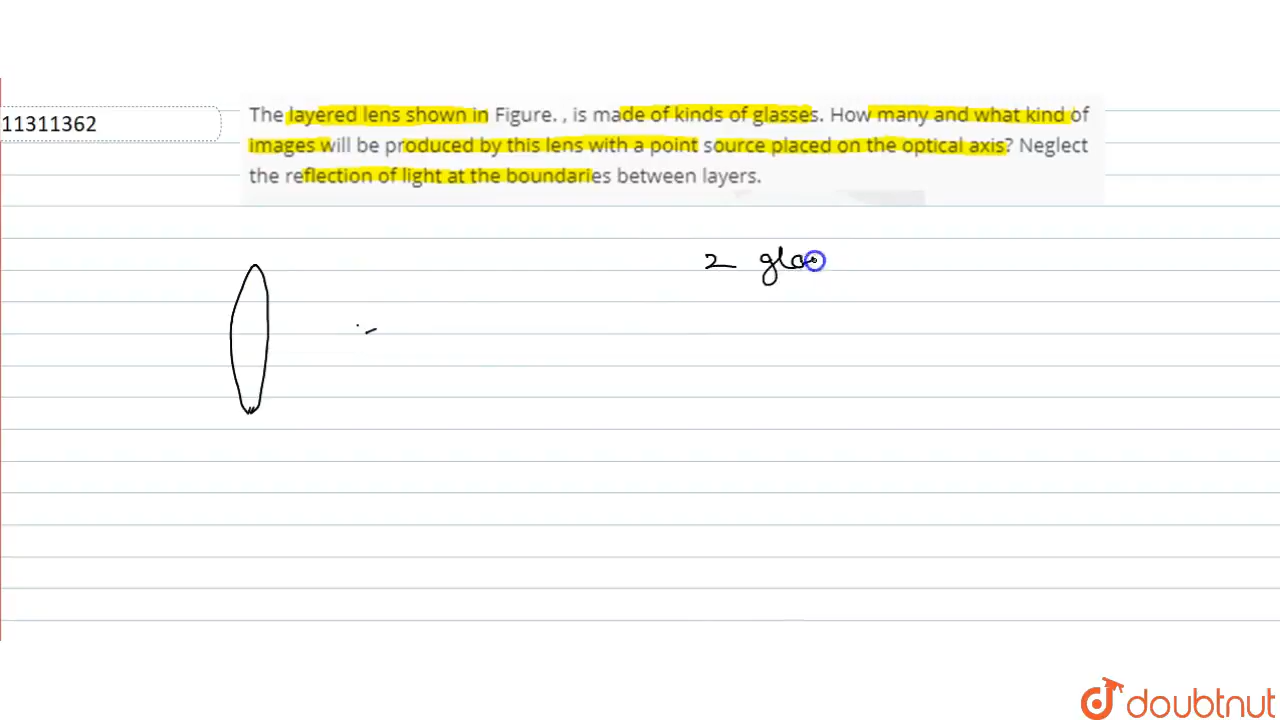 11311362
The layered lens shown in Figure. , is made of kinds of glasses. How many and what kind of
images will be produced by this lens with a point source placed on the optical axis? Neglect
the reflection of light at the boundaries between layers.
2 gla
doubtnut